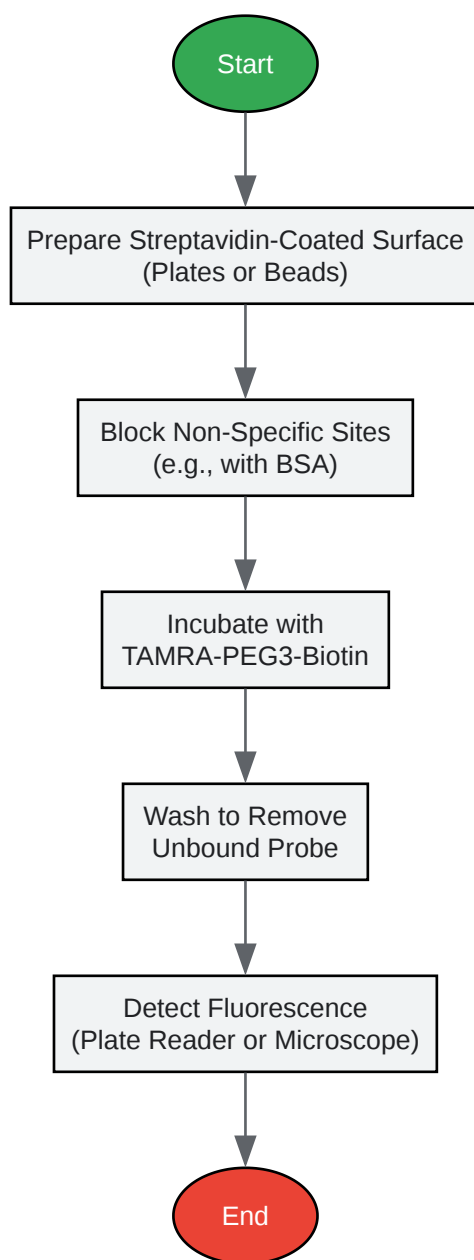 Start
Prepare Streptavidin-Coated Surface
(Plates or Beads)
Block Non-Specific Sites
(e.g., with BSA)
Incubate with
TAMRA-PEG3-Biotin
Wash to Remove
Unbound Probe
Detect Fluorescence
(Plate Reader or Microscope)
End